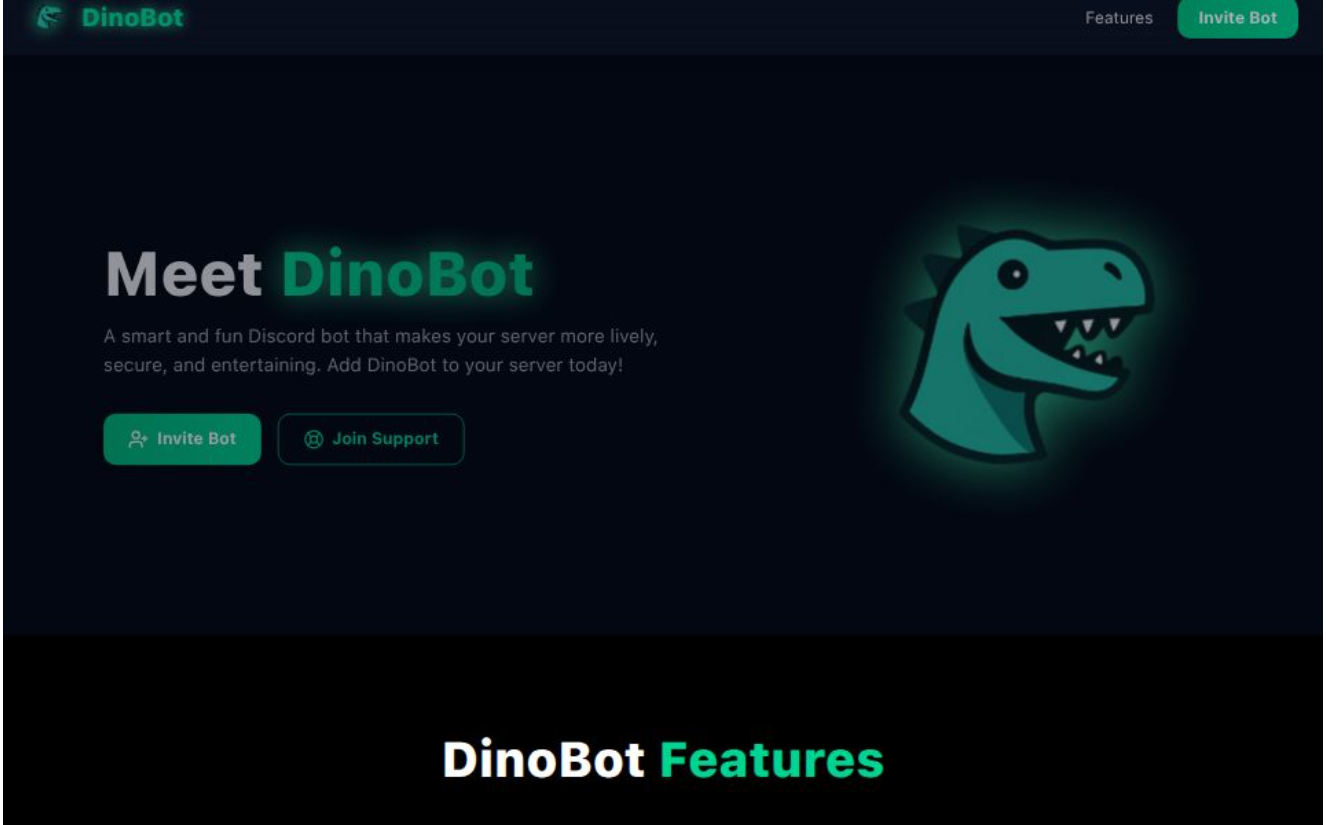 DinoBot
Features
Invite Bot
Meet DinoBot
A smart and fun Discord bot that makes your server more lively,
secure, and entertaining. Add DinoBot to your server today!
Invite Bot
Join Support
DinoBot Features